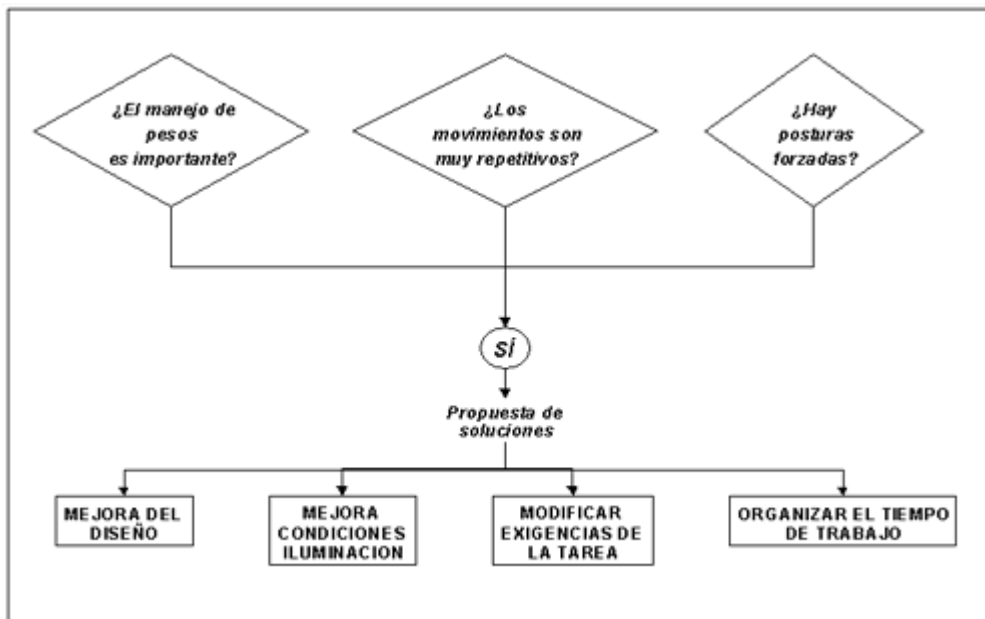 ¿El manejo de
pesos
es importante?
¿Los
movimientos son
muy repetitivos?
¿Hay
posturas
forzadas?
SÍ
Propuesta de
soluciones
MEJORA DEL
DISEÑO
MEJORA
CONDICIONES
ILUMINACION
MODIFICAR
EXIGENCIAS DE
LA TAREA
ORGANIZAR EL TIEMPO
DE TRABAJO